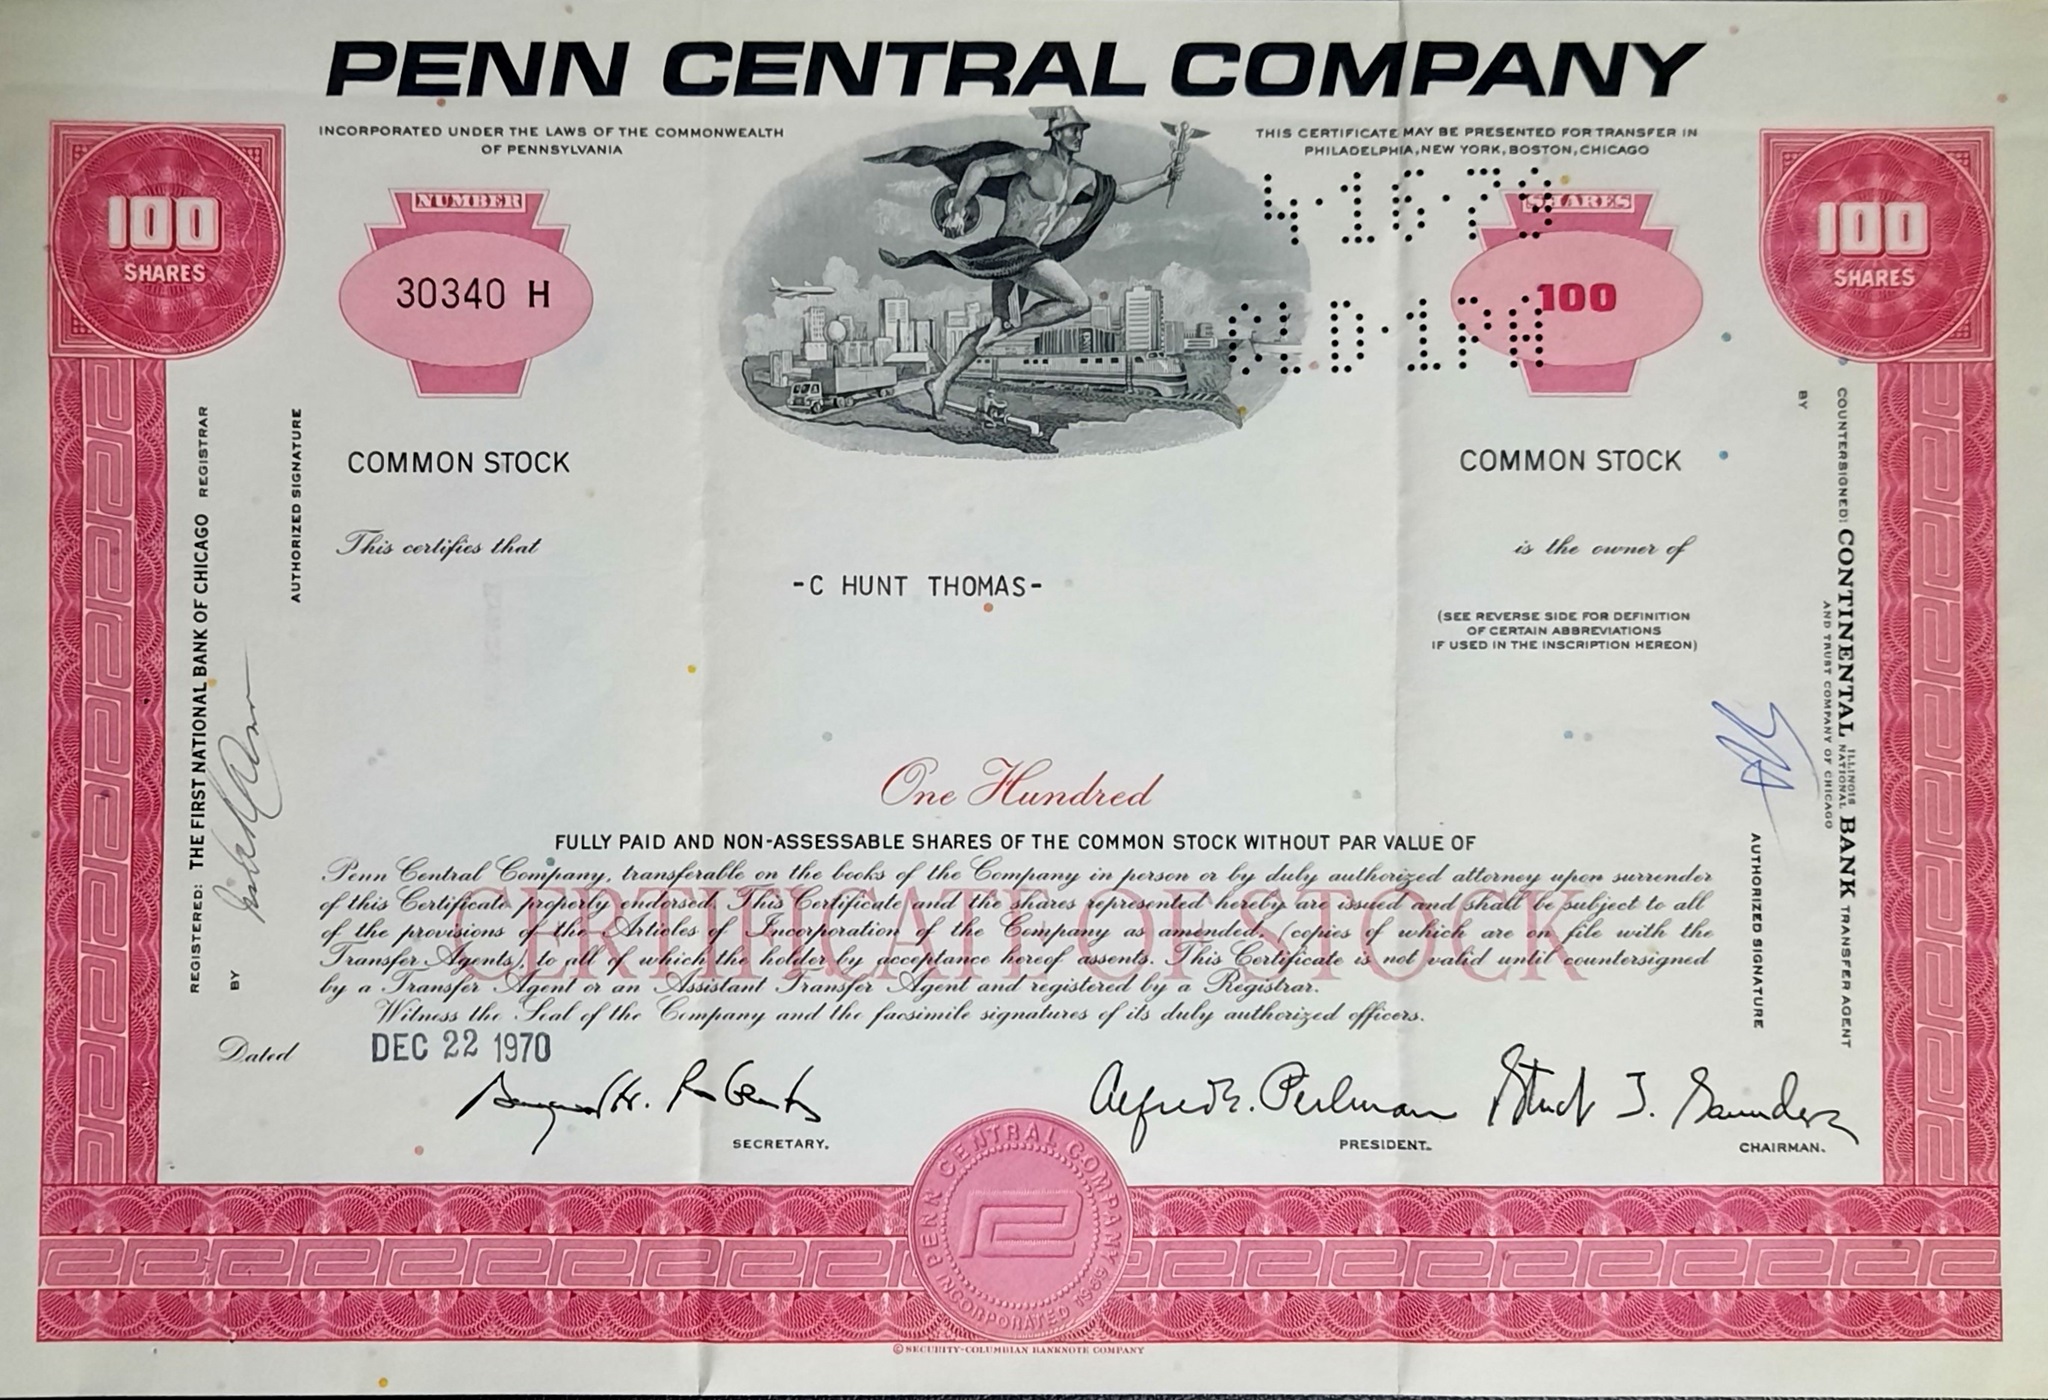 PENN CENTRAL COMPANY
INCORPORATED UNDER THE LAWS OF THE COMMONWEALTH
OF PENNSYLVANIA
THIS CERTIFICATE MAY BE PRESENTED FOR TRANSFER IN
PHILADELPHIA, NEW YORK, BOSTON, CHICAGO
100
SHARES
NUMBER
30340 H
4·16·79
SHARES
100
100
SHARES
COMMON STOCK
COMMON STOCK
This certifies that
is the owner of
-C HUNT THOMAS-
(SEE REVERSE SIDE FOR DEFINITION
OF CERTAIN ABBREVIATIONS
IF USED IN THE INSCRIPTION HEREON)
One Hundred
FULLY PAID AND NON-ASSESSABLE SHARES OF THE COMMON STOCK WITHOUT PAR VALUE OF
CERTIFICATE OF STOCK
Penn Central Company, transferable on the books of the Company in person or by duly authorized attorney upon surrender
of this Certificate properly endorsed. This Certificate and the shares represented hereby are issued and shall be subject to all
of the provisions of the Articles of Incorporation of the Company as amended, (copies of which are on file with the
Transfer Agents), to all of which the holder by acceptance hereof assents. This Certificate is not valid until countersigned
by a Transfer Agent or an Assistant Transfer Agent and registered by a Registrar.
Witness the Seal of the Company and the facsimile signatures of its duly authorized officers.
Dated DEC 22 1970
Alfred E. Perlman
Stuart T. Saunders
SECRETARY.
PRESIDENT.
CHAIRMAN.
REGISTERED: THE FIRST NATIONAL BANK OF CHICAGO REGISTRAR
BY
AUTHORIZED SIGNATURE
COUNTERSIGNED: CONTINENTAL ILLINOIS NATIONAL BANK TRANSFER AGENT
AND TRUST COMPANY OF CHICAGO
BY
AUTHORIZED SIGNATURE
PENN CENTRAL COMPANY
INCORPORATED 1969
© SECURITY-COLUMBIAN BANKNOTE COMPANY